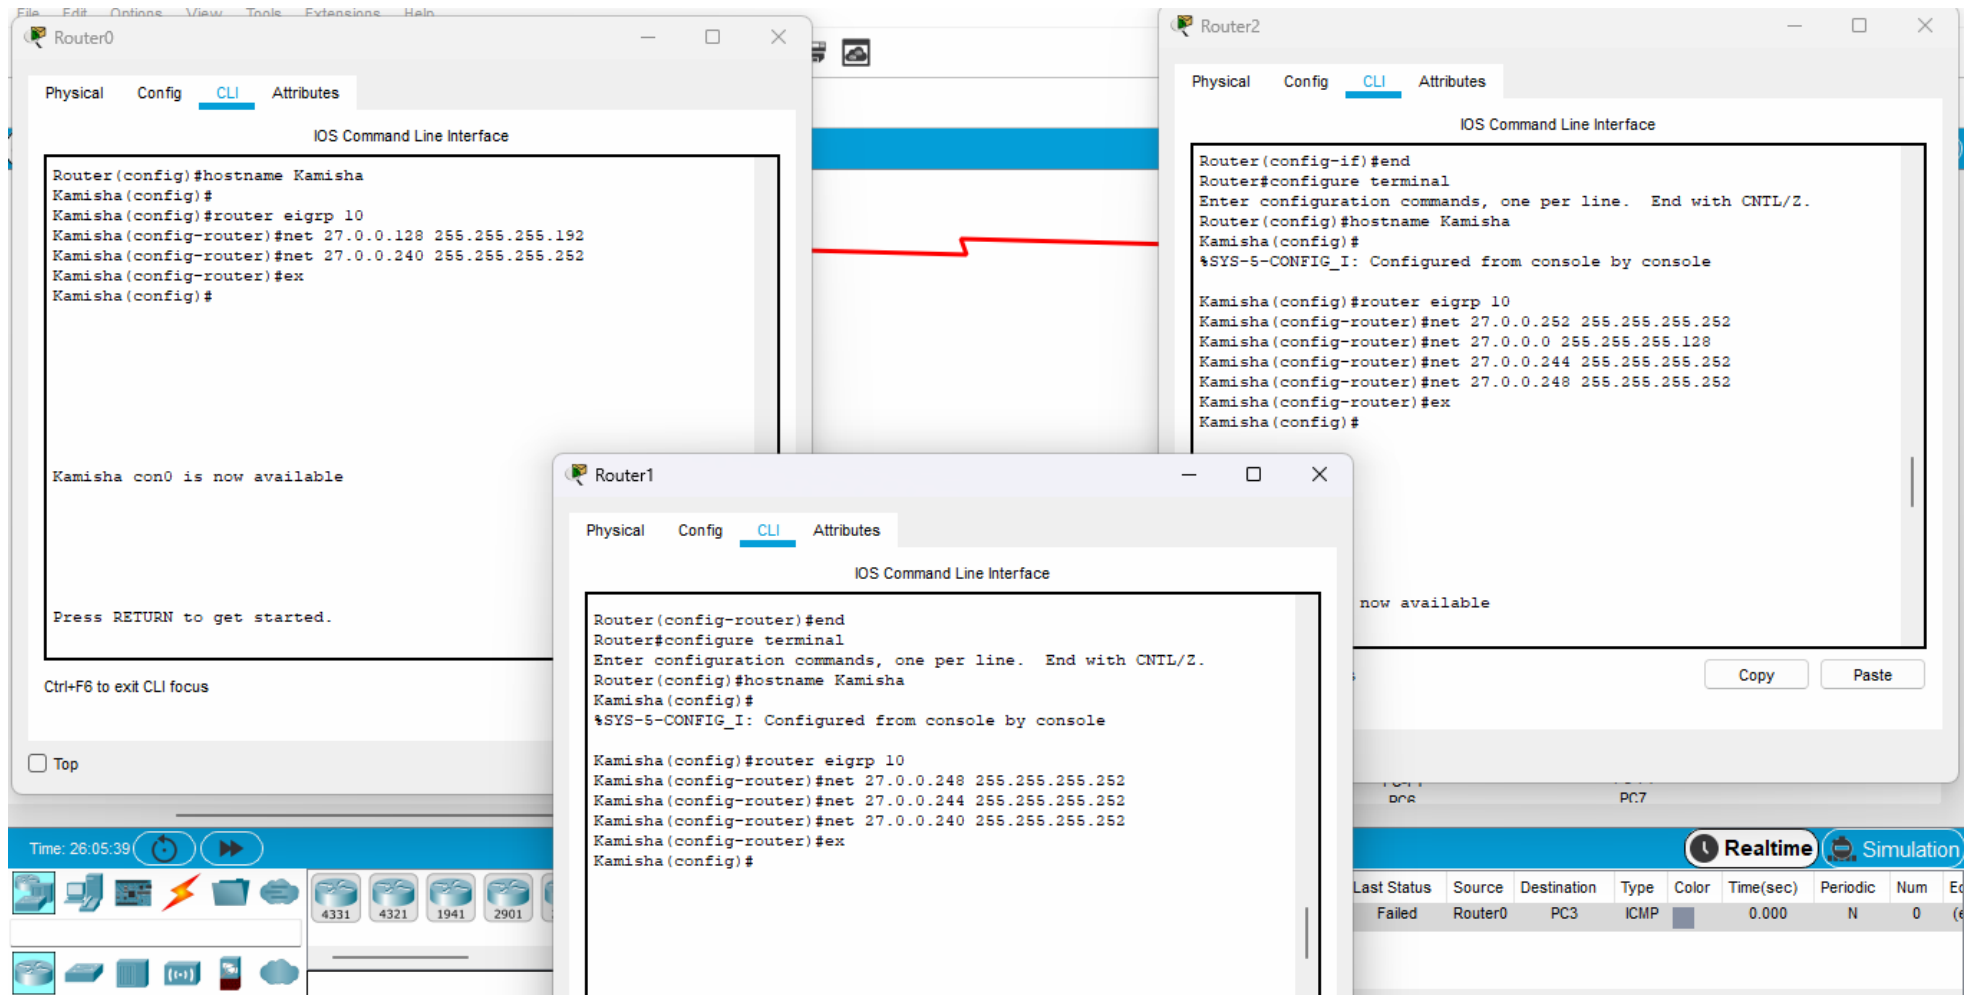 File Edit Options View Tools Extensions Help
Router0
Physical Config CLI Attributes
IOS Command Line Interface
Router(config)#hostname Kamisha
Kamisha(config)#
Kamisha(config)#router eigrp 10
Kamisha(config-router)#net 27.0.0.128 255.255.255.192
Kamisha(config-router)#net 27.0.0.240 255.255.255.252
Kamisha(config-router)#ex
Kamisha(config)#
Kamisha con0 is now available
Press RETURN to get started.
Ctrl+F6 to exit CLI focus
Top
Router2
Physical Config CLI Attributes
IOS Command Line Interface
Router(config-if)#end
Router#configure terminal
Enter configuration commands, one per line.  End with CNTL/Z.
Router(config)#hostname Kamisha
Kamisha(config)#
%SYS-5-CONFIG_I: Configured from console by console
Kamisha(config)#router eigrp 10
Kamisha(config-router)#net 27.0.0.252 255.255.255.252
Kamisha(config-router)#net 27.0.0.0 255.255.255.128
Kamisha(config-router)#net 27.0.0.244 255.255.255.252
Kamisha(config-router)#net 27.0.0.248 255.255.255.252
Kamisha(config-router)#ex
Kamisha(config)#
now available
Copy Paste
Router1
Physical Config CLI Attributes
IOS Command Line Interface
Router(config-router)#end
Router#configure terminal
Enter configuration commands, one per line.  End with CNTL/Z.
Router(config)#hostname Kamisha
Kamisha(config)#
%SYS-5-CONFIG_I: Configured from console by console
Kamisha(config)#router eigrp 10
Kamisha(config-router)#net 27.0.0.248 255.255.255.252
Kamisha(config-router)#net 27.0.0.244 255.255.255.252
Kamisha(config-router)#net 27.0.0.240 255.255.255.252
Kamisha(config-router)#ex
Kamisha(config)#
PC6 PC7
Time: 26:05:39
Realtime Simulation
4331 4321 1941 2901
Last Status Source Destination Type Color Time(sec) Periodic Num
Failed Router0 PC3 ICMP 0.000 N 0